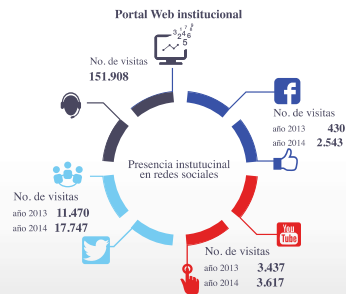 Portal Web institucional
No. de visitas
151.908
No. de visitas
año 2013 430
año 2014 2.543
Presencia instutucinal
en redes sociales
No. de visitas
año 2013 11.470
año 2014 17.747
You
Tube
No. de visitas
año 2013 3.437
año 2014 3.617